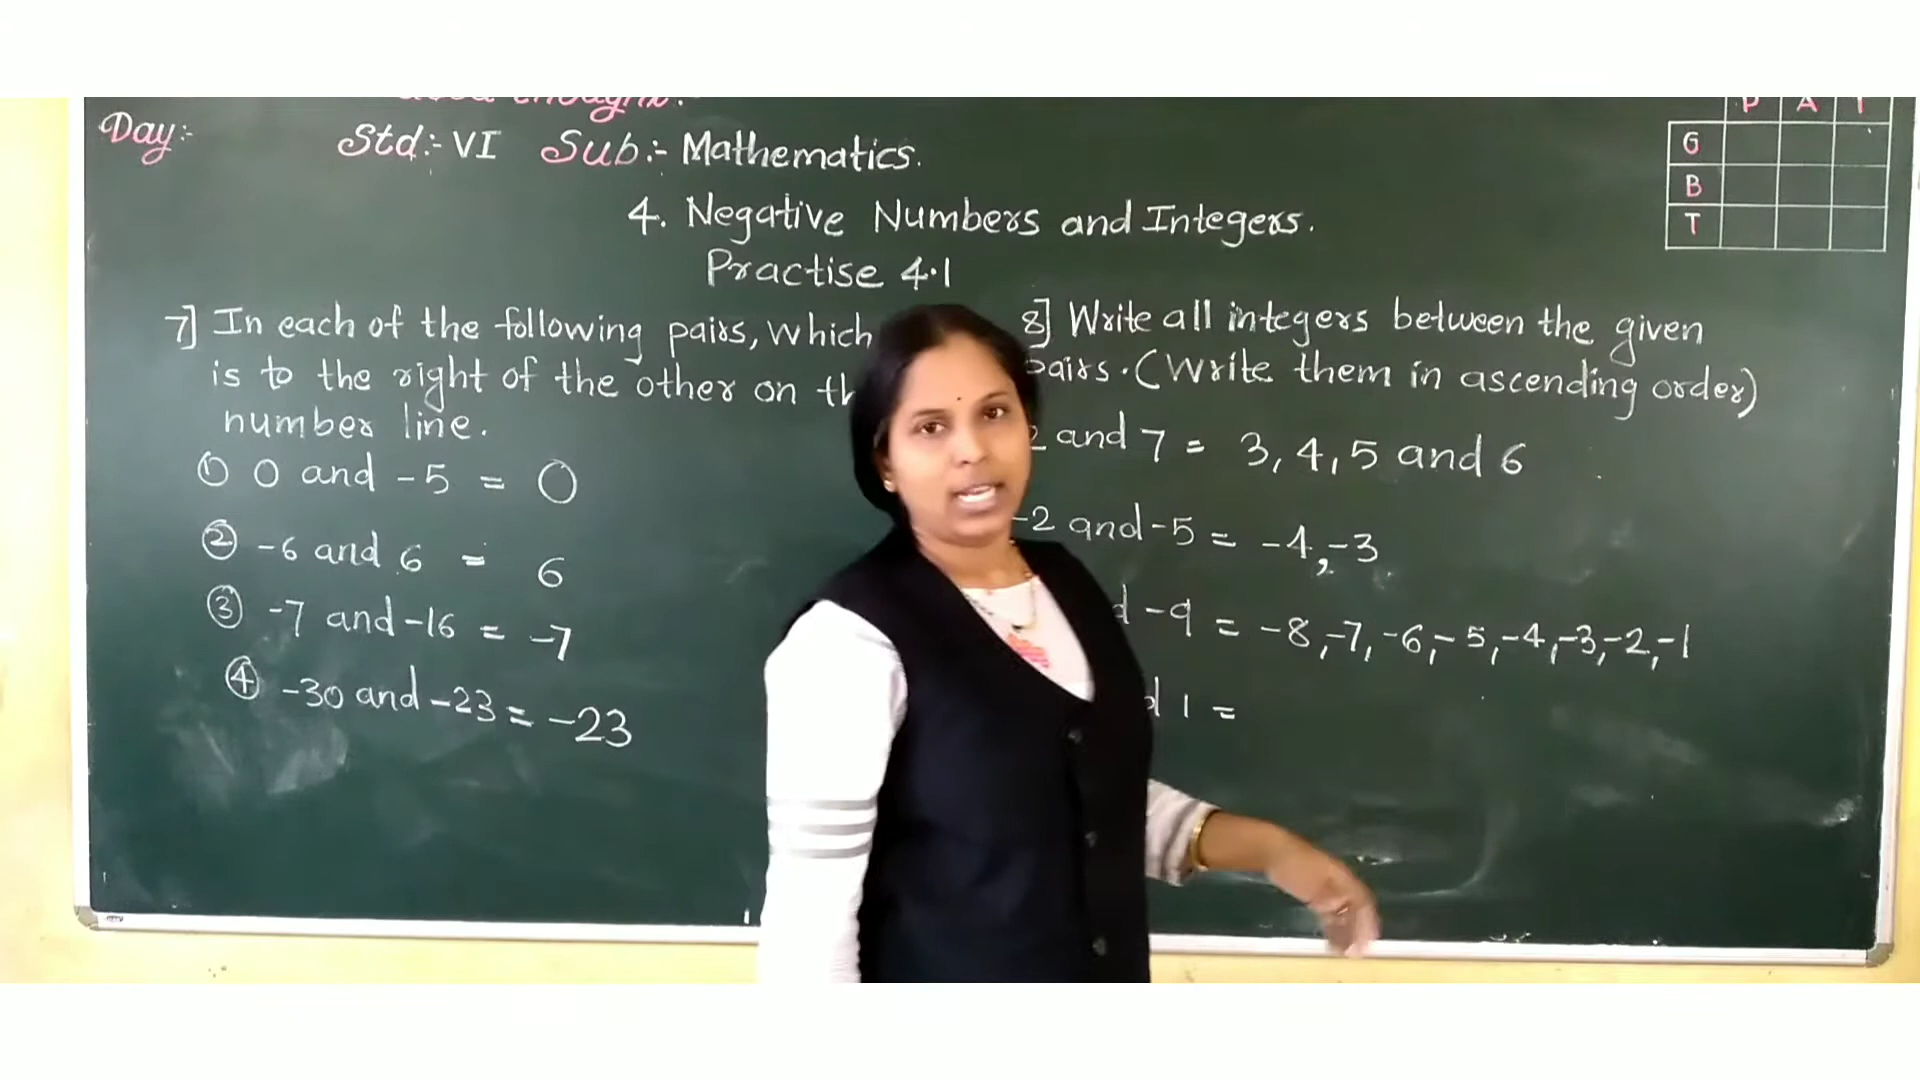 Day:-
Std:- VI Sub:- Mathematics.
P A T
G
B
T
4. Negative Numbers and Integers.
Practise 4.1
7] In each of the following pairs, which
is to the right of the other on
number line.
① 0 and -5 = 0
② -6 and 6 = 6
③ -7 and -16 = -7
④ -30 and -23 = -23
8] Write all integers between the given
pairs. (Write them in ascending order)
2 and 7 = 3, 4, 5 and 6
-2 and -5 = -4, -3
-9 = -8, -7, -6, -5, -4, -3, -2, -1
1 =